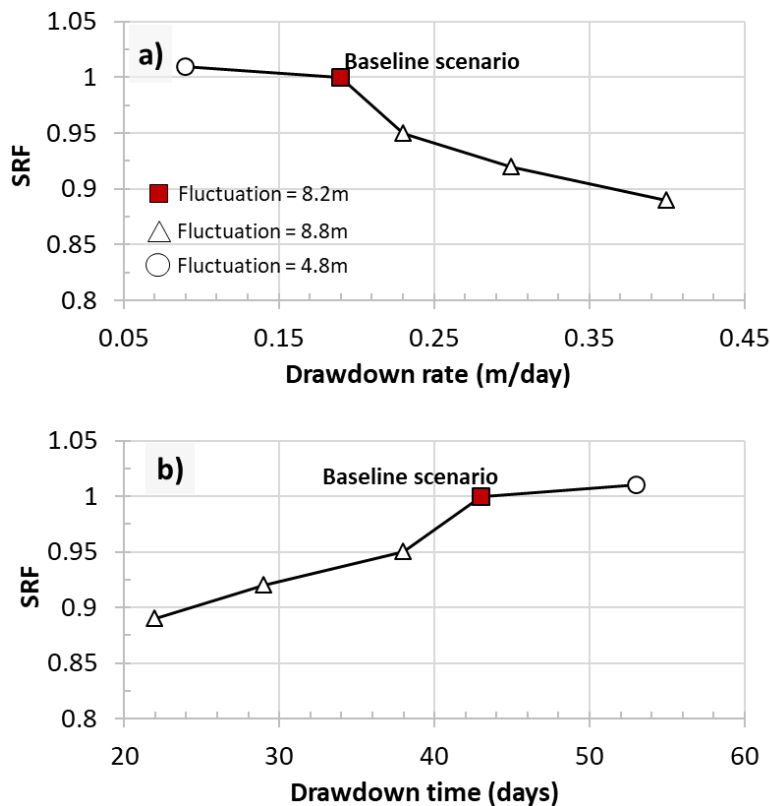 1.05
a)
Baseline scenario
1
0.95
SRF
0.9
Fluctuation = 8.2m
Fluctuation = 8.8m
0.85
Fluctuation = 4.8m
0.8
0.05 0.15 0.25 0.35 0.45
Drawdown rate (m/day)
1.05
b)
Baseline scenario
1
0.95
SRF
0.9
0.85
0.8
20 30 40 50 60
Drawdown time (days)